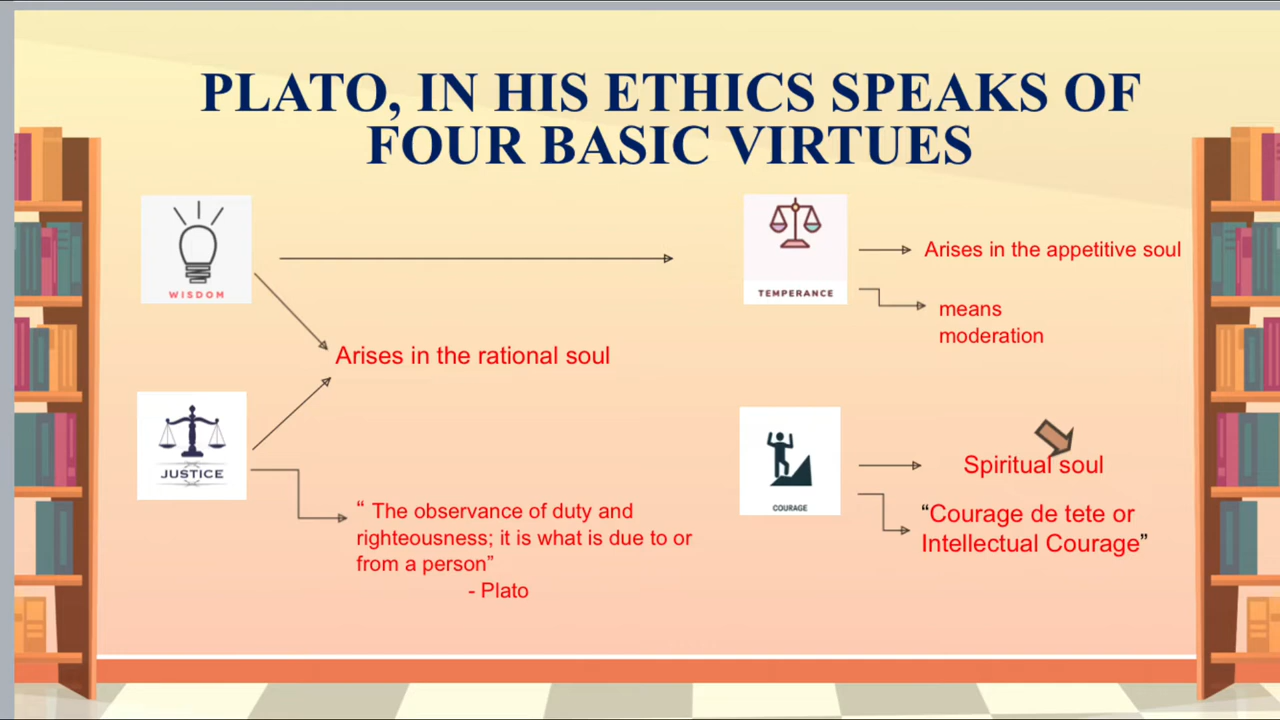 PLATO, IN HIS ETHICS SPEAKS OF
FOUR BASIC VIRTUES
WISDOM
Arises in the rational soul
JUSTICE
“ The observance of duty and
righteousness; it is what is due to or
from a person”
- Plato
TEMPERANCE
Arises in the appetitive soul
means
moderation
COURAGE
Spiritual soul
“Courage de tete or
Intellectual Courage”